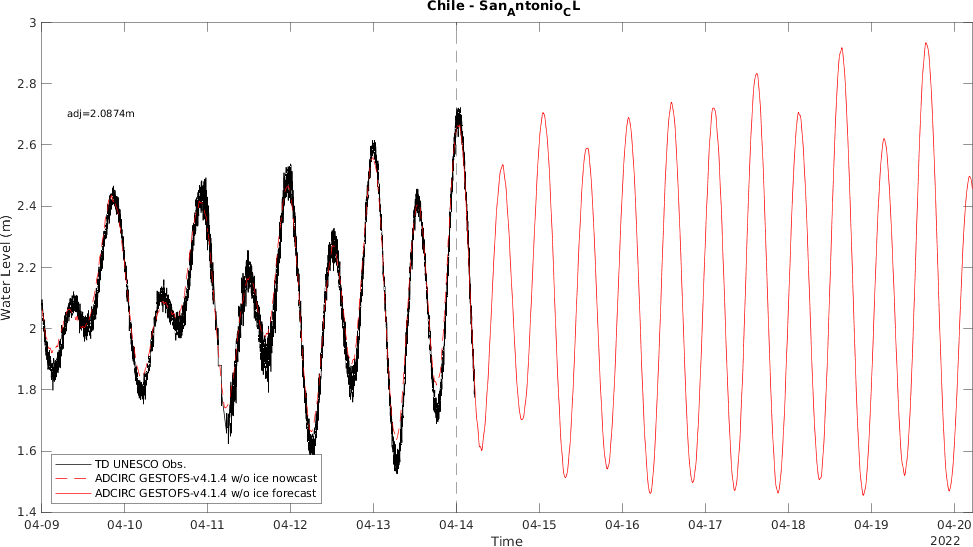 Chile - SanAntonioCL
3
2.8
adj=2.0874m
2.6
2.4
Water Level (m)
2.2
2
1.8
1.6
TD UNESCO Obs.
ADCIRC GESTOFS-v4.1.4 w/o ice nowcast
ADCIRC GESTOFS-v4.1.4 w/o ice forecast
1.4
04-09 04-10 04-11 04-12 04-13 04-14 04-15 04-16 04-17 04-18 04-19 04-20
Time
2022